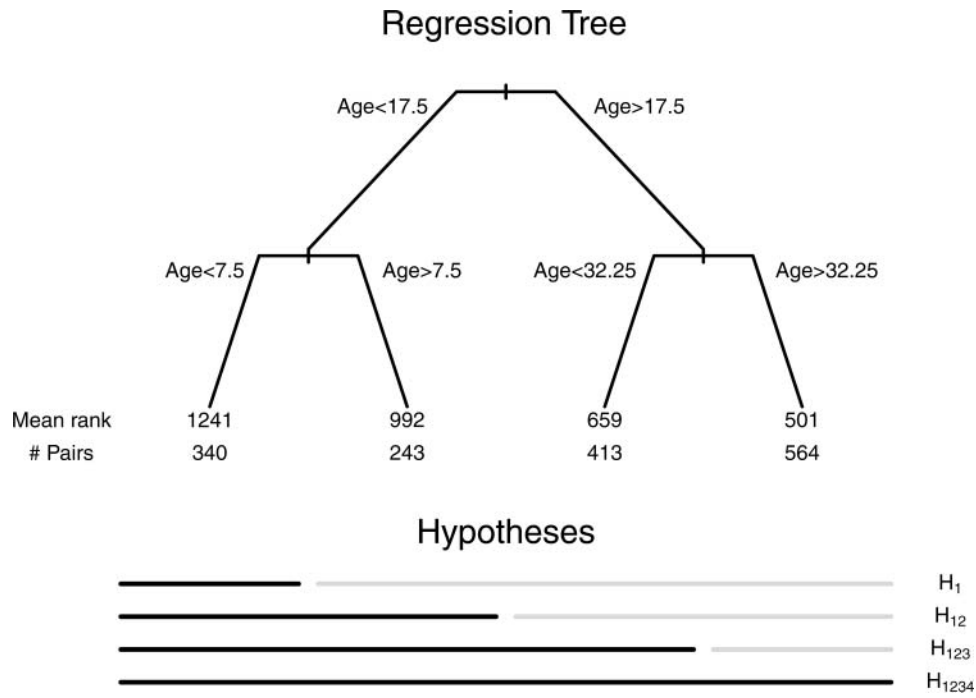 Regression Tree
Age<17.5 Age>17.5
Age<7.5 Age>7.5 Age<32.25 Age>32.25
Mean rank 1241 992 659 501
# Pairs 340 243 413 564
Hypotheses
H₁
H₁₂
H₁₂₃
H₁₂₃₄